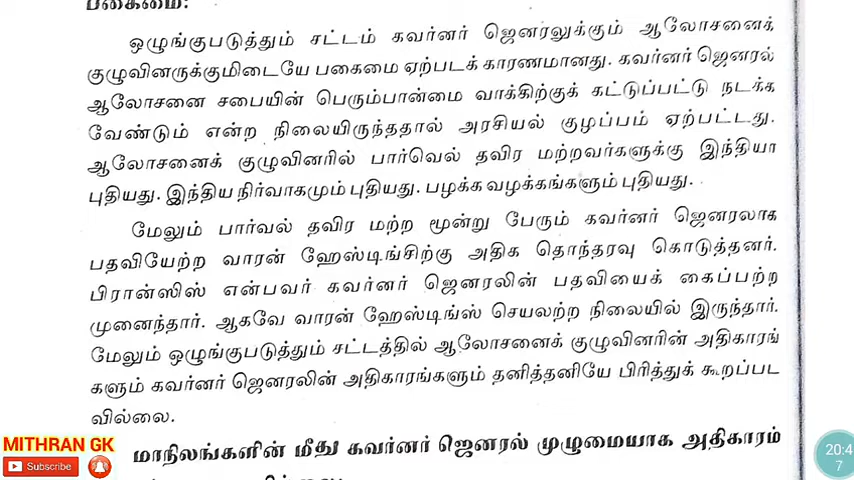 பகைமை:
ஒழுங்குபடுத்தும் சட்டம் கவர்னர் ஜெனரலுக்கும் ஆலோசனைக்
குழுவினருக்குமிடையே பகைமை ஏற்படக் காரணமானது. கவர்னர் ஜெனரல்
ஆலோசனை சபையின் பெரும்பான்மை வாக்கிற்குக் கட்டுப்பட்டு நடக்க
வேண்டும் என்ற நிலையிருந்ததால் அரசியல் குழப்பம் ஏற்பட்டது.
ஆலோசனைக் குழுவினரில் பார்வெல் தவிர மற்றவர்களுக்கு இந்தியா
புதியது. இந்திய நிர்வாகமும் புதியது. பழக்கவழக்கங்களும் புதியது.
மேலும் பார்வல் தவிர மற்ற மூன்று பேரும் கவர்னர் ஜெனரலாக
பதவியேற்ற வாரன் ஹேஸ்டிங்சிற்கு அதிக தொந்தரவு கொடுத்தனர்.
பிரான்ஸிஸ் என்பவர் கவர்னர் ஜெனரலின் பதவியைக் கைப்பற்ற
முனைந்தார். ஆகவே வாரன் ஹேஸ்டிங்ஸ் செயலற்ற நிலையில் இருந்தார்.
மேலும் ஒழுங்குபடுத்தும் சட்டத்தில் ஆலோசனைக் குழுவினரின் அதிகாரங்
களும் கவர்னர் ஜெனரலின் அதிகாரங்களும் தனித்தனியே பிரித்துக் கூறப்பட
வில்லை.
மாநிலங்களின் மீது கவர்னர் ஜெனரல் முழுமையாக அதிகாரம்
MITHRAN GK
Subscribe
20:4
7